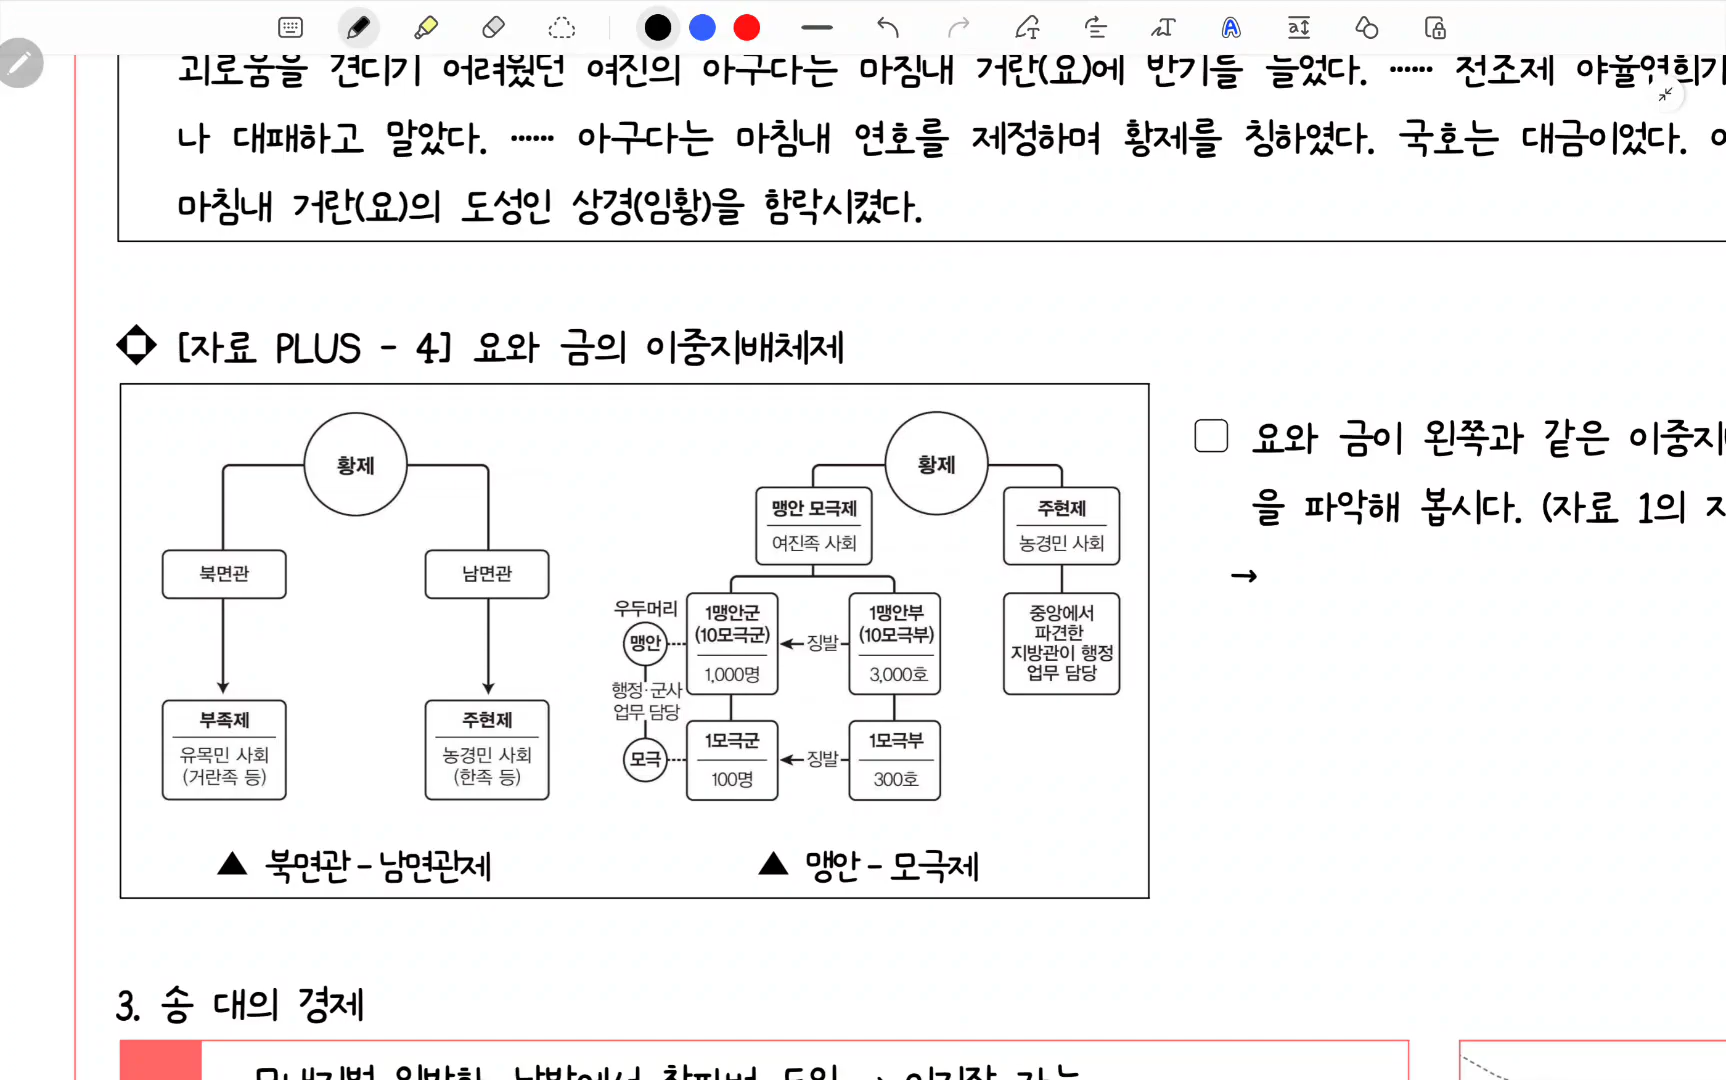 괴로움을 견디기 어려웠던 여진의 아구다는 마침내 거란(요)에 반기를 들었다. ······ 전조제 야율연희가
나 대패하고 말았다. ······ 아구다는 마침내 연호를 제정하며 황제를 칭하였다. 국호는 대금이었다.
마침내 거란(요)의 도성인 상경(임황)을 함락시켰다.
[자료 PLUS - 4] 요와 금의 이중지배체제
황제
북면관
남면관
부족제
유목민 사회
(거란족 등)
주현제
농경민 사회
(한족 등)
▲ 북면관 - 남면관제
황제
맹안 모극제
여진족 사회
주현제
농경민 사회
우두머리
맹안
행정·군사
업무 담당
모극
1맹안군
(10모극군)
1,000명
징발
1맹안부
(10모극부)
3,000호
1모극군
100명
징발
1모극부
300호
중앙에서
파견한
지방관이 행정
업무 담당
▲ 맹안 - 모극제
요와 금이 왼쪽과 같은
을 파악해 봅시다. (자료 1의
→
3. 송 대의 경제